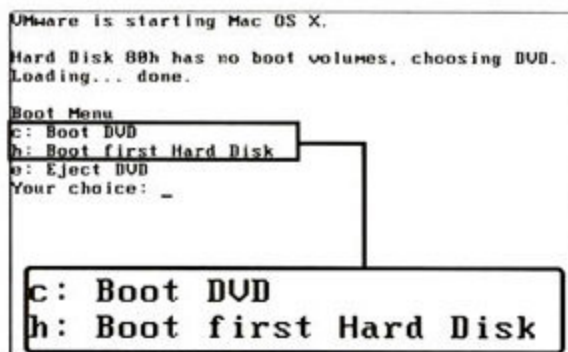 VMware is starting Mac OS X.
Hard Disk 80h has no boot volumes, choosing DVD.
Loading... done.
Boot Menu
c: Boot DVD
h: Boot first Hard Disk
e: Eject DVD
Your choice: _
c: Boot DVD
h: Boot first Hard Disk